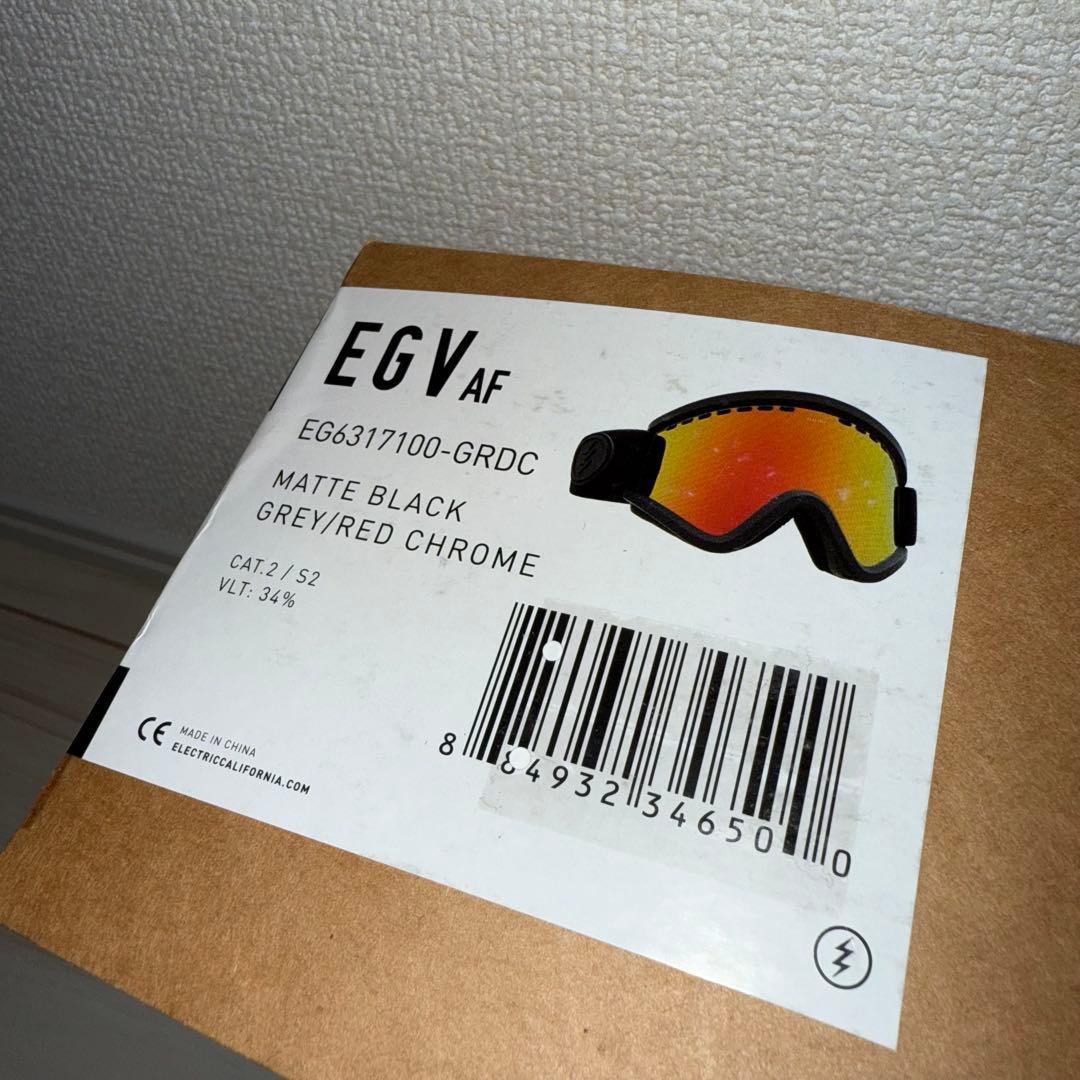 EGV AF
EG6317100-GRDC
MATTE BLACK
GREY/RED CHROME
CAT.2 / S2
VLT: 34%
CE MADE IN CHINA
ELECTRICCALIFORNIA.COM
8 84932 34650 0